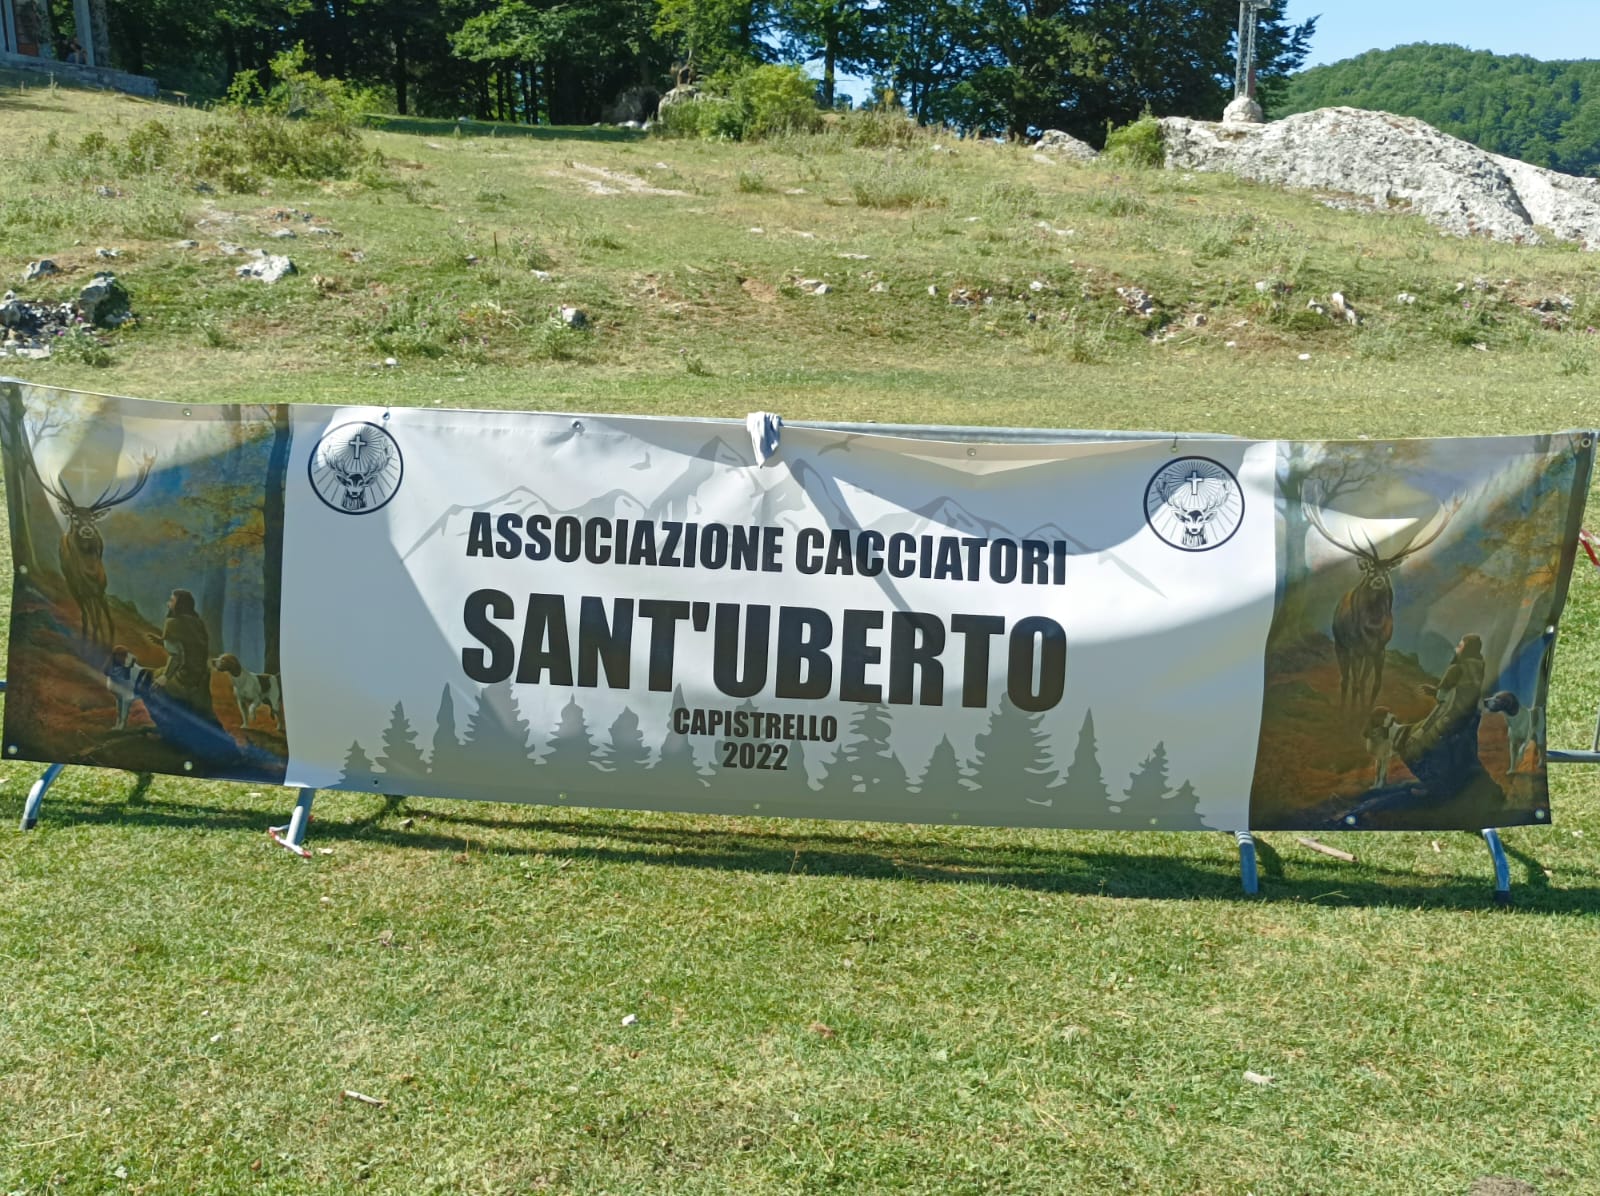 ASSOCIAZIONE CACCIATORI
SANT'UBERTO
CAPISTRELLO
2022